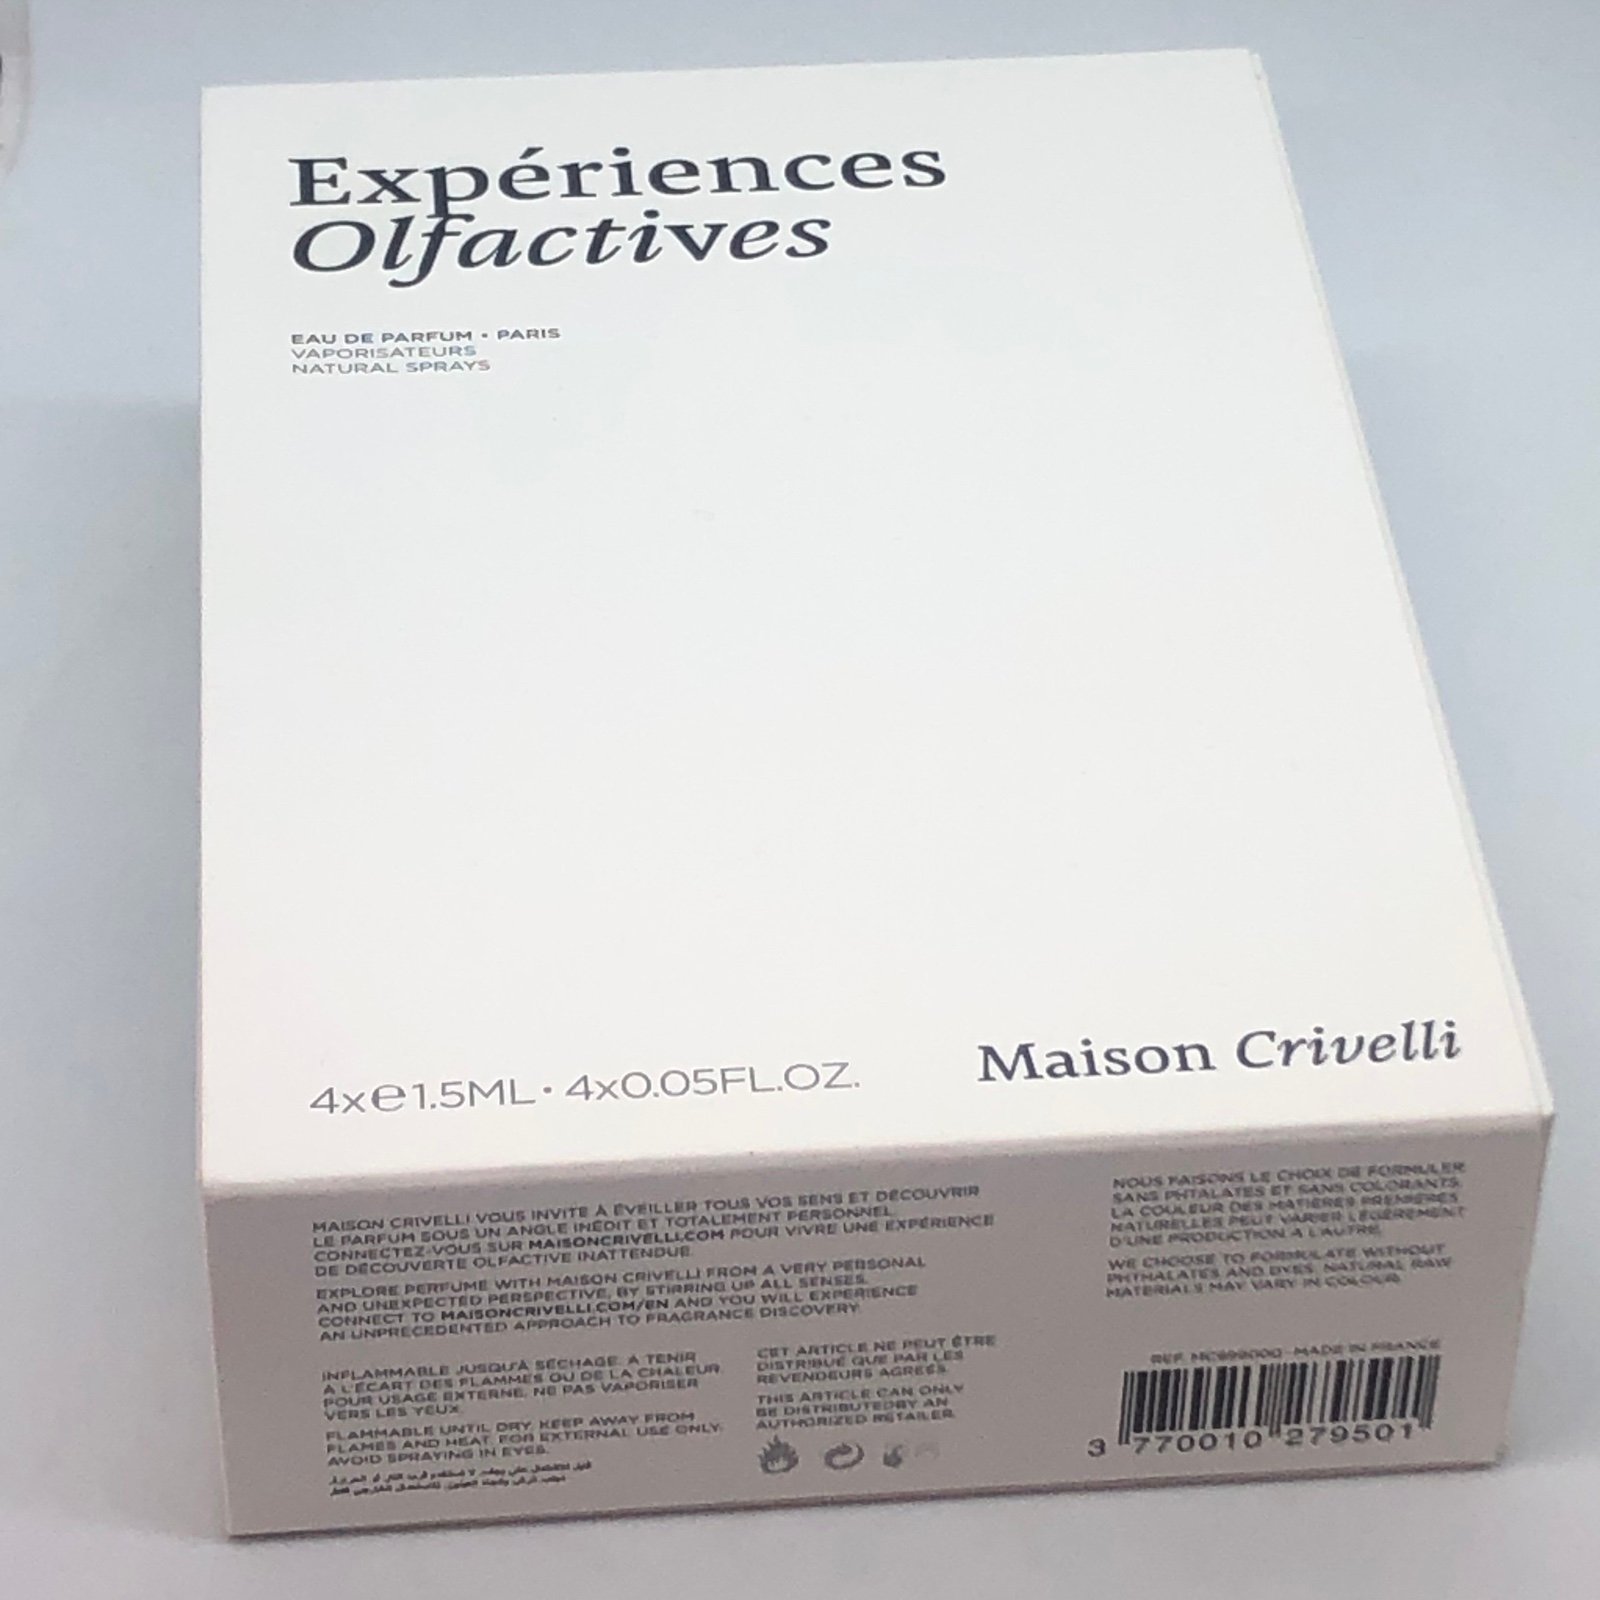 Expériences
Olfactives
EAU DE PARFUM • PARIS
VAPORISATEURS
NATURAL SPRAYS
4x℮1.5ML • 4x0.05FL.OZ.
Maison Crivelli
MAISON CRIVELLI VOUS INVITE À ÉVEILLER TOUS VOS SENS ET DÉCOUVRIR
LE PARFUM SOUS UN ANGLE INÉDIT ET TOTALEMENT PERSONNEL.
CONNECTEZ-VOUS SUR MAISONCRIVELLI.COM POUR VIVRE UNE EXPÉRIENCE
DE DÉCOUVERTE OLFACTIVE INATTENDUE.
EXPLORE PERFUME WITH MAISON CRIVELLI FROM A VERY PERSONAL
AND UNEXPECTED PERSPECTIVE, BY STIRRING UP ALL SENSES.
CONNECT TO MAISONCRIVELLI.COM/EN AND YOU WILL EXPERIENCE
AN UNPRECEDENTED APPROACH TO FRAGRANCE DISCOVERY.
INFLAMMABLE JUSQU'À SÉCHAGE. À TENIR
À L'ÉCART DES FLAMMES OU DE LA CHALEUR.
POUR USAGE EXTERNE. NE PAS VAPORISER
VERS LES YEUX.
FLAMMABLE UNTIL DRY. KEEP AWAY FROM
FLAMES AND HEAT. FOR EXTERNAL USE ONLY.
AVOID SPRAYING IN EYES.
CET ARTICLE NE PEUT ÊTRE
DISTRIBUÉ QUE PAR LES
REVENDEURS AGRÉÉS.
THIS ARTICLE CAN ONLY
BE DISTRIBUTED BY AN
AUTHORIZED RETAILER.
NOUS FAISONS LE CHOIX DE FORMULER
SANS PHTALATES ET SANS COLORANTS.
LA COULEUR DES MATIÈRES PREMIÈRES
NATURELLES PEUT VARIER LÉGÈREMENT
D'UNE PRODUCTION À L'AUTRE.
WE CHOOSE TO FORMULATE WITHOUT
PHTHALATES AND DYES. NATURAL RAW
MATERIALS MAY VARY IN COLOUR.
REF. MADE IN FRANCE
3 770010 279501